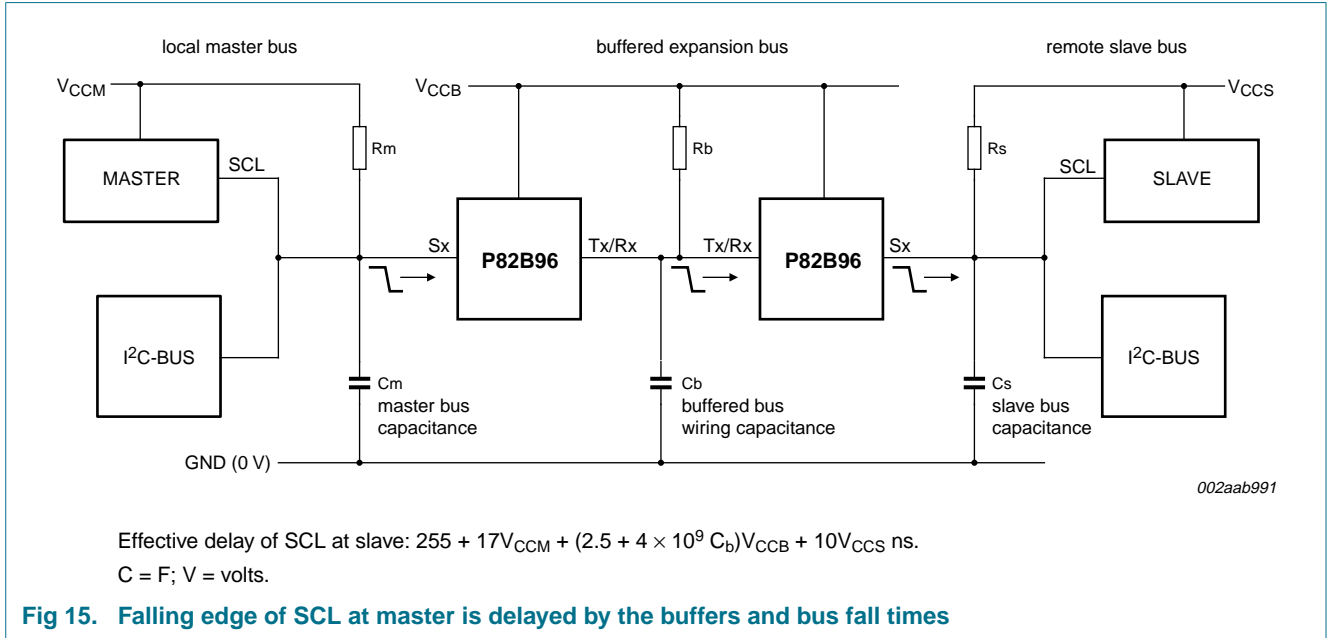 local master bus
buffered expansion bus
remote slave bus
VCCM
VCCB
VCCS
Rm
Rb
Rs
MASTER
SCL
SCL
SLAVE
Sx
P82B96
Tx/Rx
Tx/Rx
P82B96
Sx
I2C-BUS
I2C-BUS
Cm
master bus
capacitance
Cb
buffered bus
wiring capacitance
Cs
slave bus
capacitance
GND (0 V)
002aab991
Effective delay of SCL at slave: 255 + 17VCCM + (2.5 + 4 × 10⁹ Cb)VCCB + 10VCCS ns.
C = F; V = volts.
Fig 15. Falling edge of SCL at master is delayed by the buffers and bus fall times